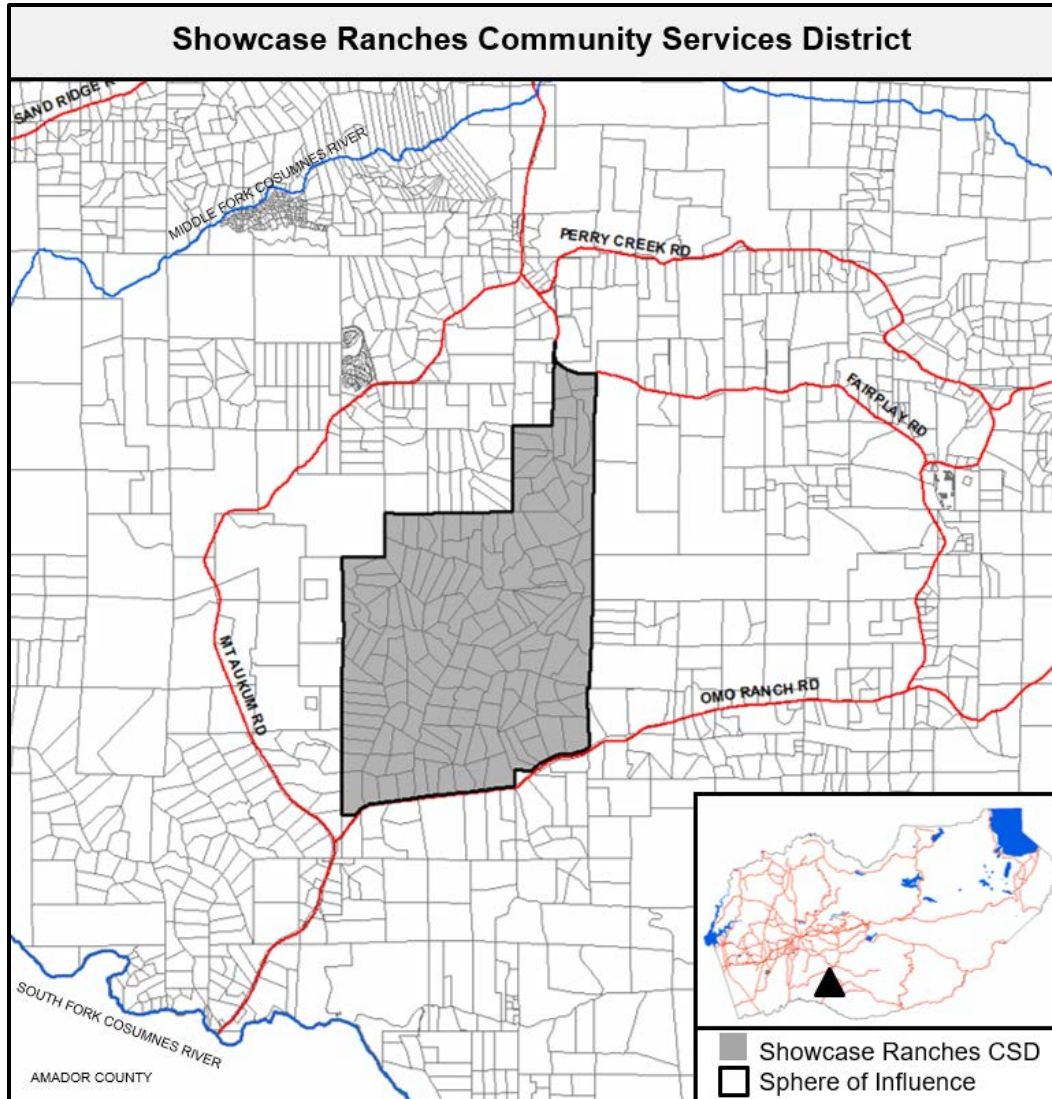 Showcase Ranches Community Services District
SAND RIDGE R
MIDDLE FORK COSUMNES RIVER
PERRY CREEK RD
FAIRPLAY RD
MT AUKUM RD
OMO RANCH RD
SOUTH FORK COSUMNES RIVER
AMADOR COUNTY
Showcase Ranches CSD
Sphere of Influence